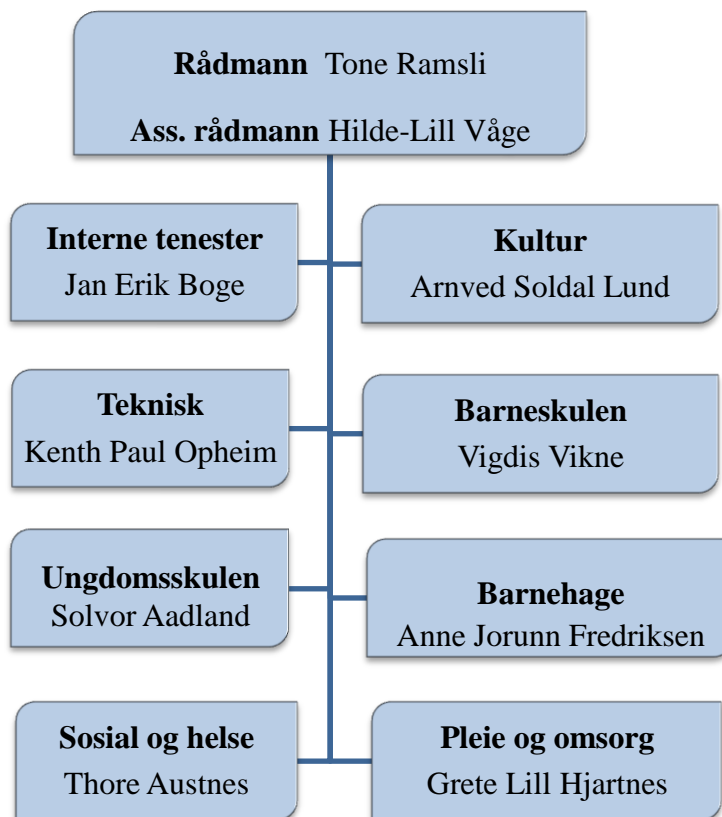 Rådmann Tone Ramsli
Ass. rådmann Hilde-Lill Våge
Interne tenester
Jan Erik Boge
Kultur
Arnved Soldal Lund
Teknisk
Kenth Paul Opheim
Barneskulen
Vigdis Vikne
Ungdomsskulen
Solvor Aadland
Barnehage
Anne Jorunn Fredriksen
Sosial og helse
Thore Austnes
Pleie og omsorg
Grete Lill Hjartnes